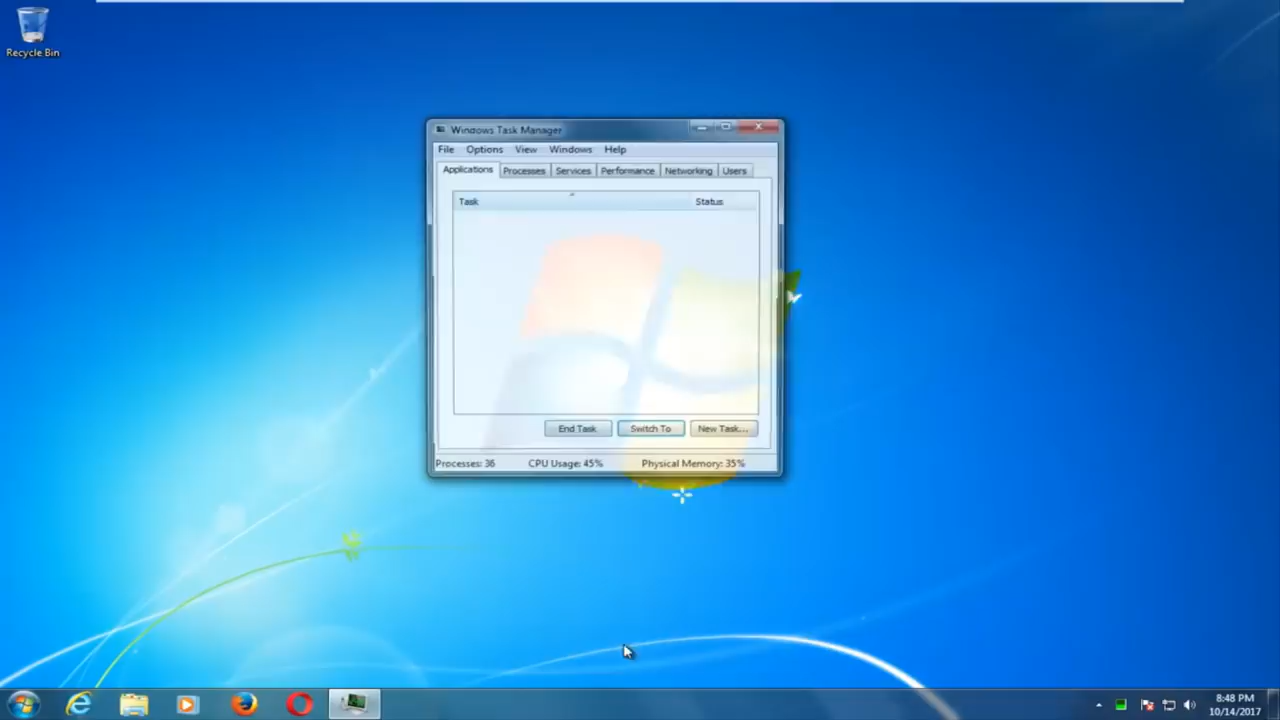 Recycle Bin
Windows Task Manager
File Options View Windows Help
Applications Processes Services Performance Networking Users
Task Status
End Task Switch To New Task...
Processes: 36 CPU Usage: 45% Physical Memory: 35%
8:48 PM
10/14/2017